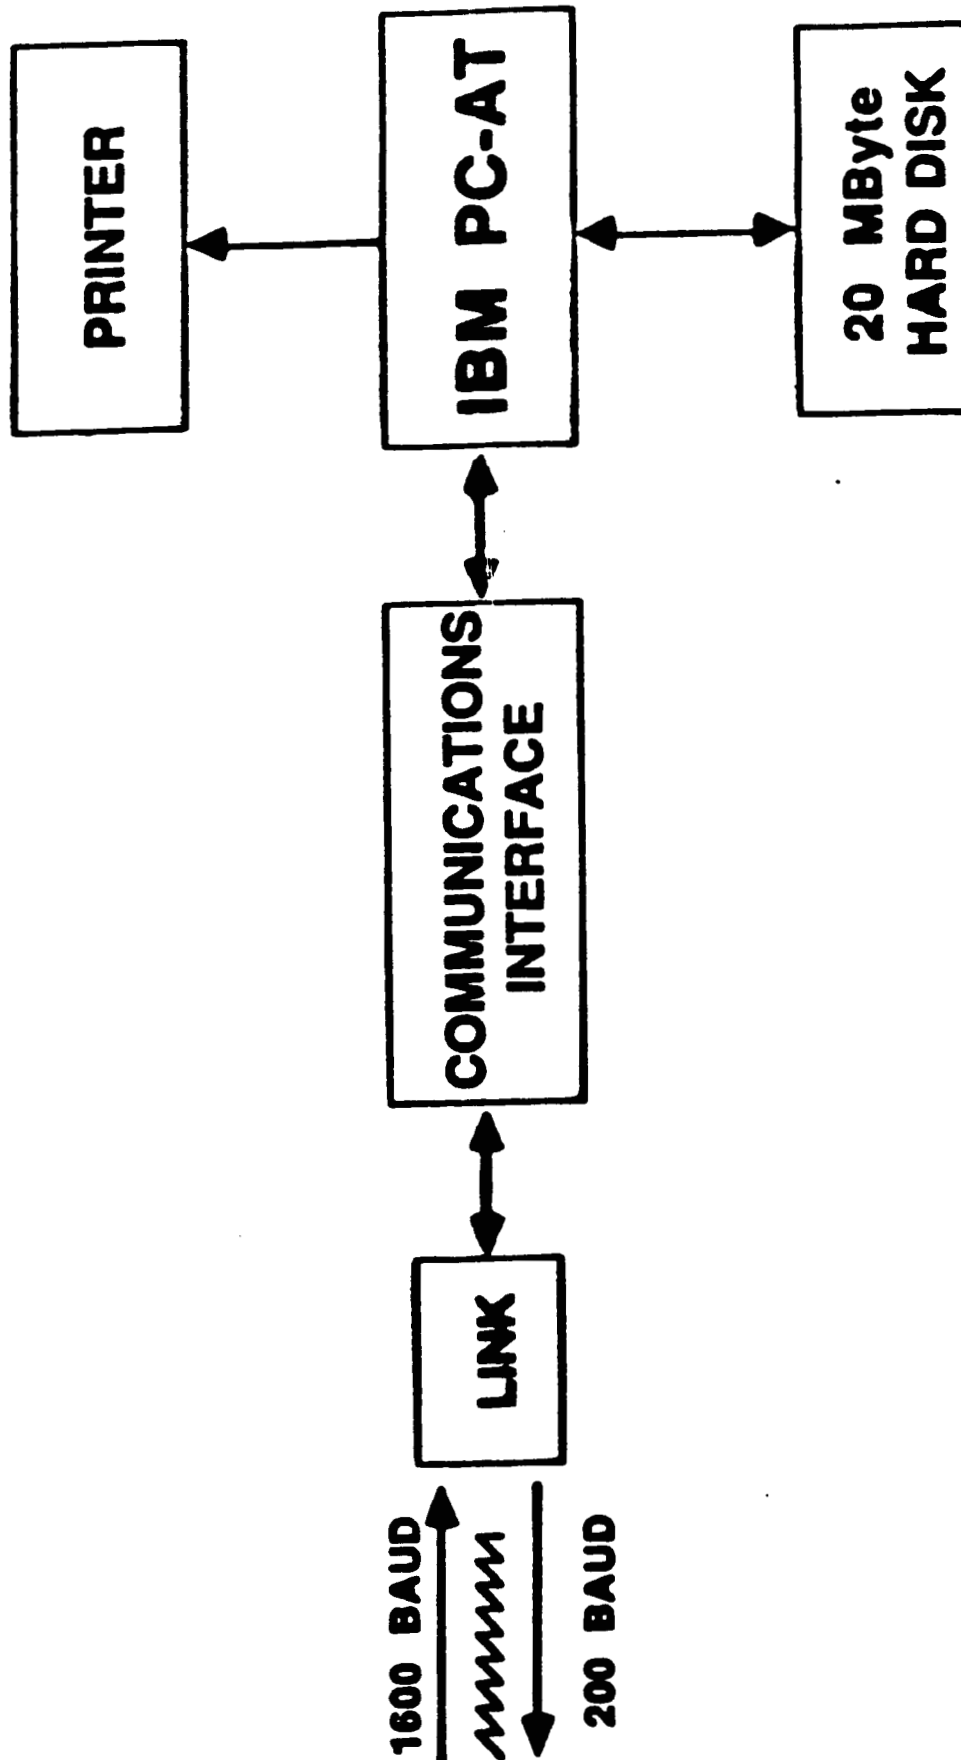 PRINTER
IBM PC-AT
20 MByte
HARD DISK
COMMUNICATIONS
INTERFACE
LINK
1600 BAUD
200 BAUD